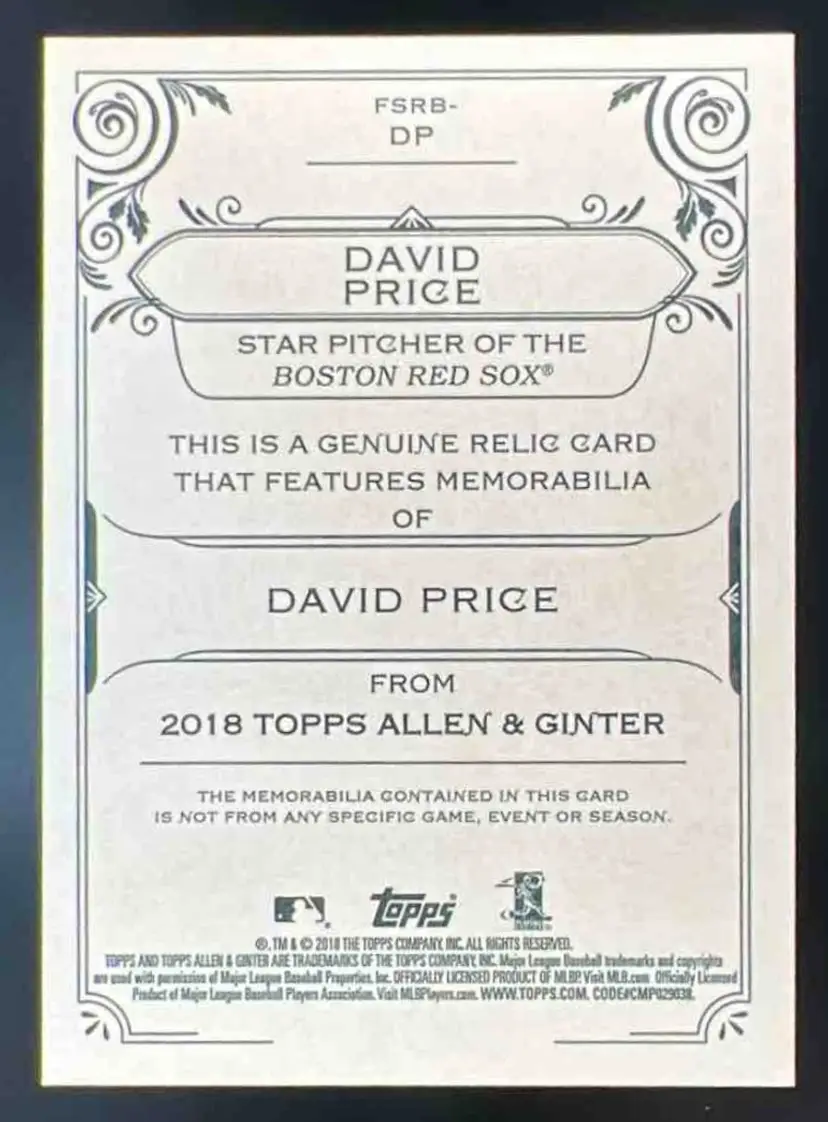 FSRB-
DP
DAVID
PRICE
STAR PITCHER OF THE
BOSTON RED SOX®
THIS IS A GENUINE RELIC CARD
THAT FEATURES MEMORABILIA
OF
DAVID PRICE
FROM
2018 TOPPS ALLEN & GINTER
THE MEMORABILIA CONTAINED IN THIS CARD
IS NOT FROM ANY SPECIFIC GAME, EVENT OR SEASON.
Topps
®, TM & © 2018 THE TOPPS COMPANY, INC. ALL RIGHTS RESERVED.
TOPPS AND TOPPS ALLEN & GINTER ARE TRADEMARKS OF THE TOPPS COMPANY, INC. Major League Baseball trademarks and copyrights
are used with permission of Major League Baseball Properties, Inc. OFFICIALLY LICENSED PRODUCT OF MLBP. Visit MLB.com Officially Licensed
Product of Major League Baseball Players Association. Visit MLBPlayers.com. WWW.TOPPS.COM. CODE#CMP029038.